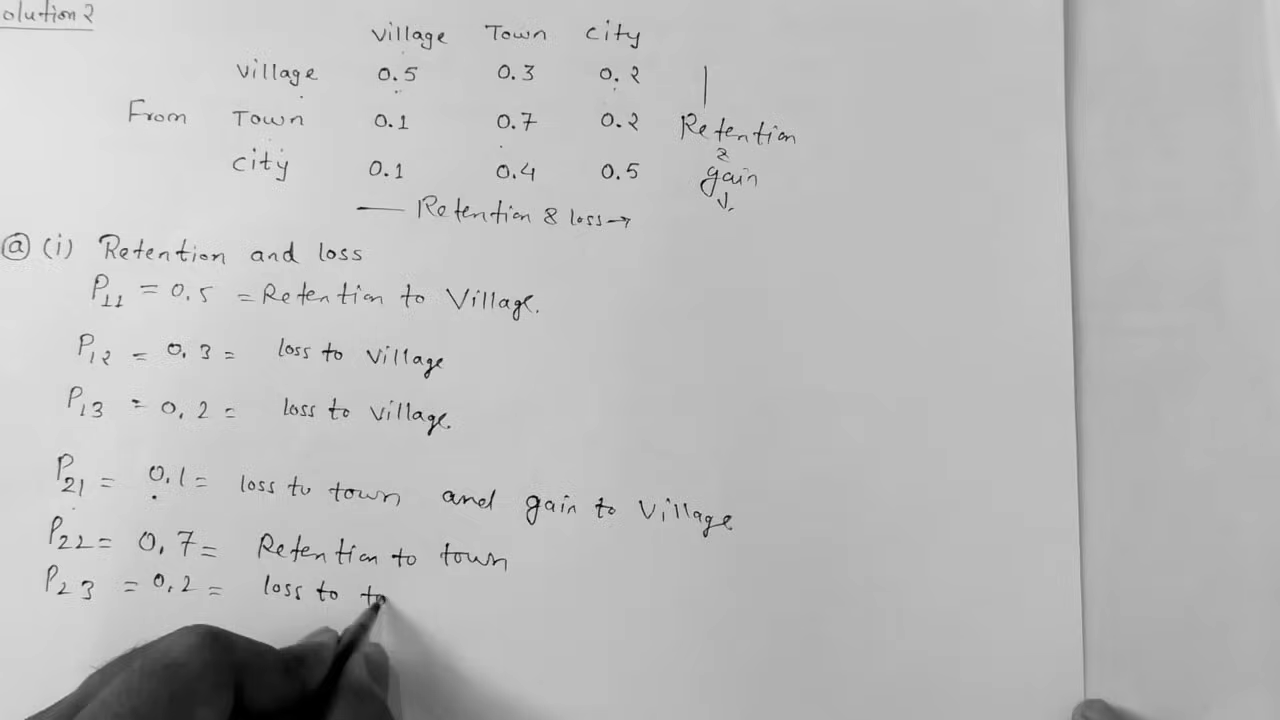 olution 2
Village Town City
Village 0.5 0.3 0.2
From Town 0.1 0.7 0.2 Retention
&
City 0.1 0.4 0.5 gain
Retention & loss →
ⓐ (i) Retention and loss
P11 = 0.5 = Retention to Village.
P12 = 0.3 = loss to village
P13 = 0.2 = loss to village.
P21 = 0.1 = loss to town and gain to village
P22 = 0.7 = Retention to town
P23 = 0.2 = loss to to